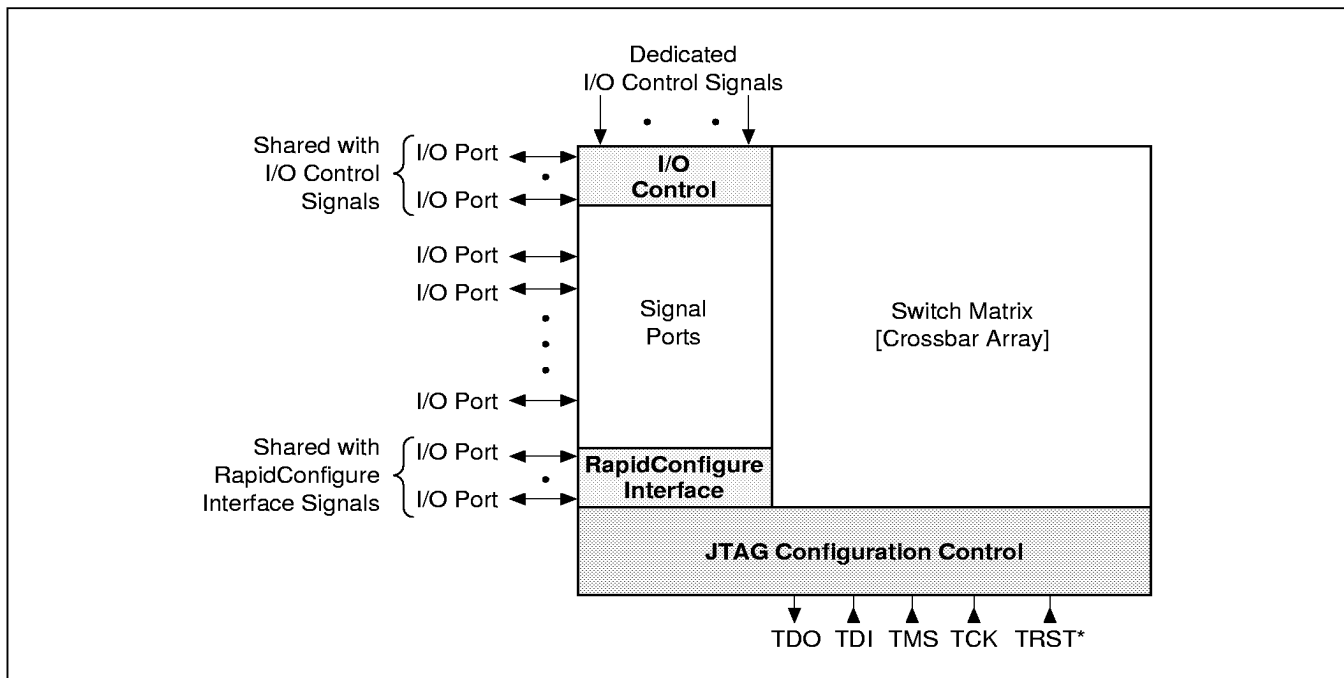 Dedicated
I/O Control Signals
Shared with
I/O Control
Signals
I/O Port
I/O Port
I/O
Control
I/O Port
I/O Port
I/O Port
Signal
Ports
Switch Matrix
[Crossbar Array]
Shared with
RapidConfigure
Interface Signals
I/O Port
I/O Port
RapidConfigure
Interface
JTAG Configuration Control
TDO TDI TMS TCK TRST*